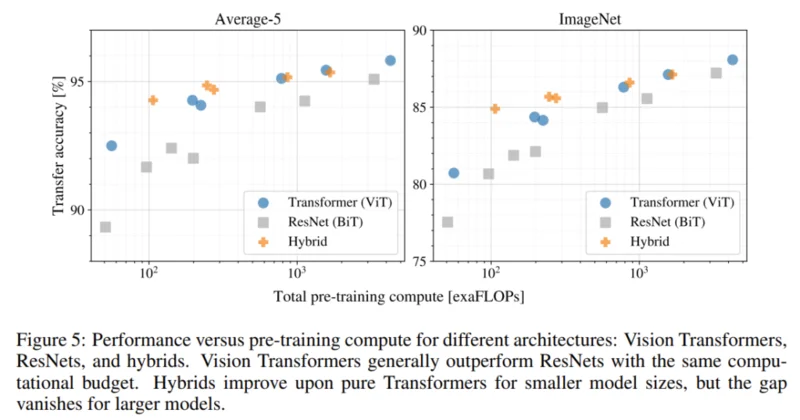 Average-5
ImageNet
Transfer accuracy [%]
95
90
90
85
80
75
Transformer (ViT)
ResNet (BiT)
Hybrid
Transformer (ViT)
ResNet (BiT)
Hybrid
10²
10³
10²
10³
Total pre-training compute [exaFLOPs]
Figure 5: Performance versus pre-training compute for different architectures: Vision Transformers,
ResNets, and hybrids. Vision Transformers generally outperform ResNets with the same compu-
tational budget. Hybrids improve upon pure Transformers for smaller model sizes, but the gap
vanishes for larger models.